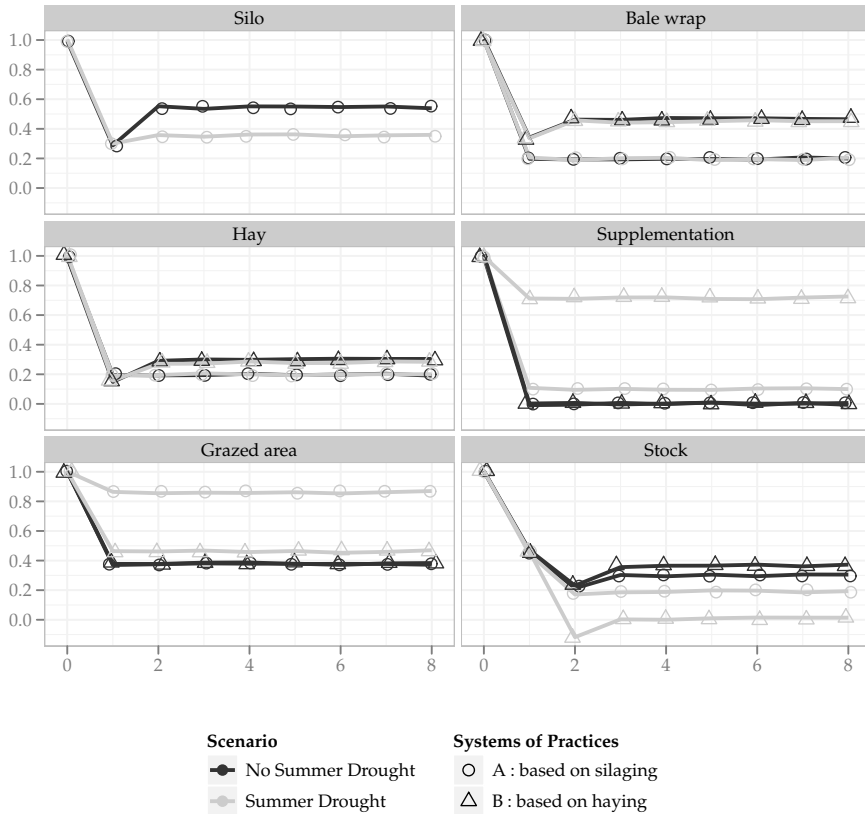 Silo
Bale wrap
1.0
0.8
0.6
0.4
0.2
0.0
Hay
Supplementation
1.0
0.8
0.6
0.4
0.2
0.0
Grazed area
Stock
1.0
0.8
0.6
0.4
0.2
0.0
0 2 4 6 8
0 2 4 6 8
Scenario
No Summer Drought
Summer Drought
Systems of Practices
A : based on silaging
B : based on haying